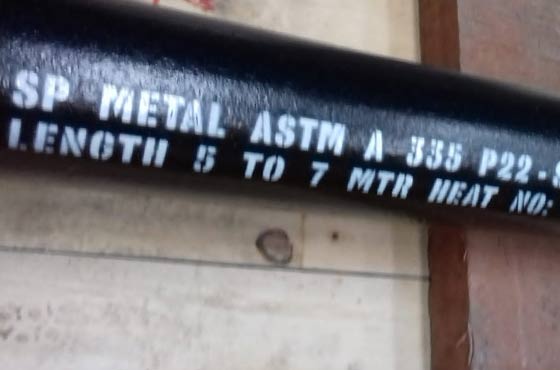 SP METAL ASTM A 335 P22.
LENGTH 5 TO 7 MTR HEAT NO: